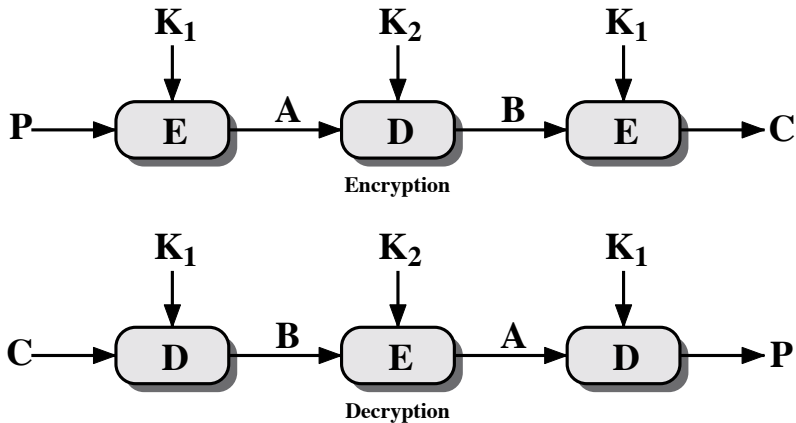 K1 K2 K1
P E A D B E C
Encryption
K1 K2 K1
C D B E A D P
Decryption